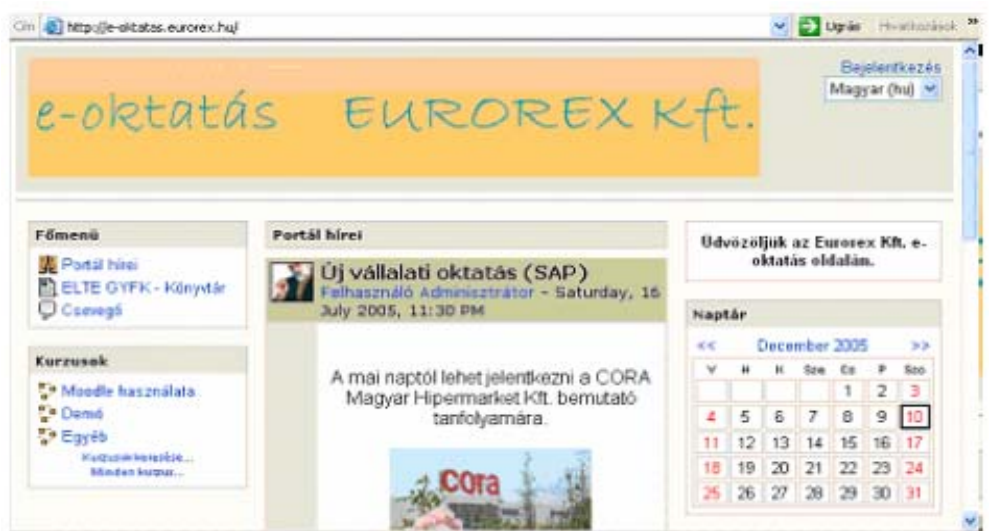 Cím http://e-oktatas.eurorex.hu/ Ugrás Hivatkozások »
Bejelentkezés
Magyar (hu)
e-oktatás EUROREX Kft.
Főmenü
Portál hírei
ELTE GYFK - Könyvtár
Csevegő
Kurzusok
Moodle használata
Demó
Egyéb
Kurzusok keresése...
Minden kurzus...
Portál hírei
Új vállalati oktatás (SAP)
Felhasználó Adminisztrátor - Saturday, 16
July 2005, 11:30 PM
A mai naptól lehet jelentkezni a CORA
Magyar Hipermarket Kft. bemutató
tanfolyamára.
cora
Üdvözöljük az Eurorex Kft. e-
oktatás oldalán.
Naptár
<< December 2005 >>
V H K Sze Cs P Szo
1 2 3
4 5 6 7 8 9 10
11 12 13 14 15 16 17
18 19 20 21 22 23 24
25 26 27 28 29 30 31